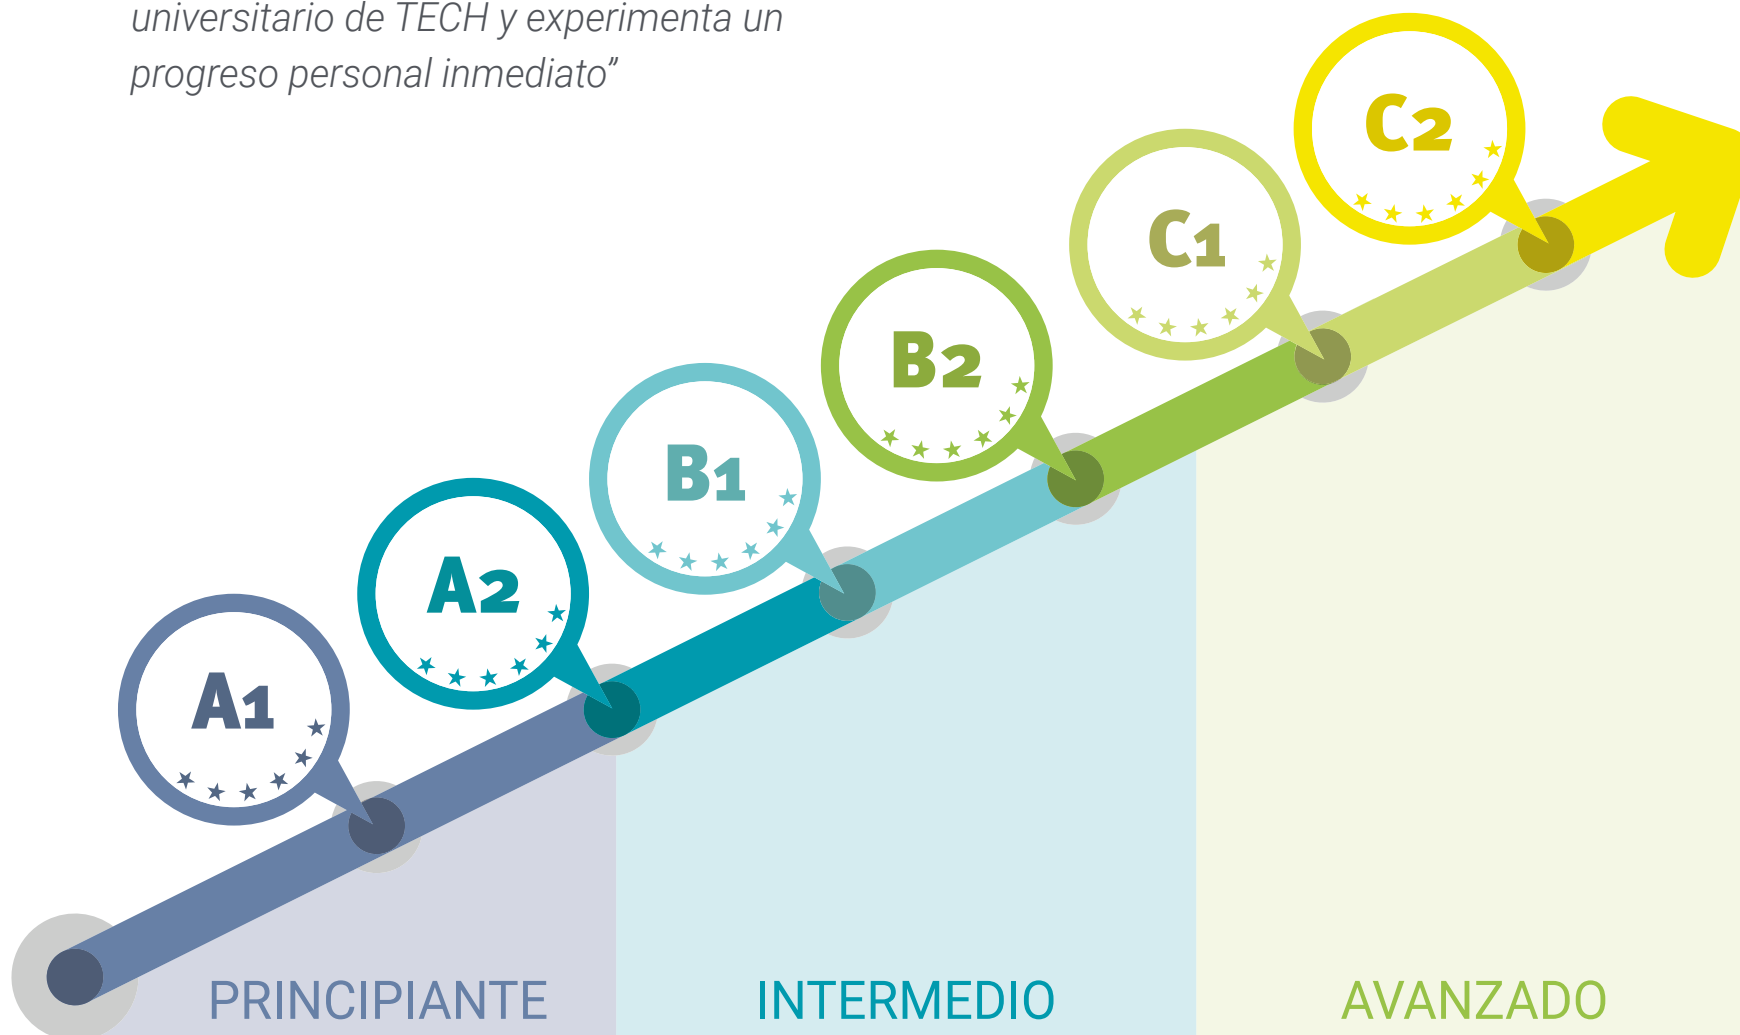 universitario de TECH y experimenta un
progreso personal inmediato”
C2
C1
B2
B1
A2
A1
PRINCIPIANTE
INTERMEDIO
AVANZADO